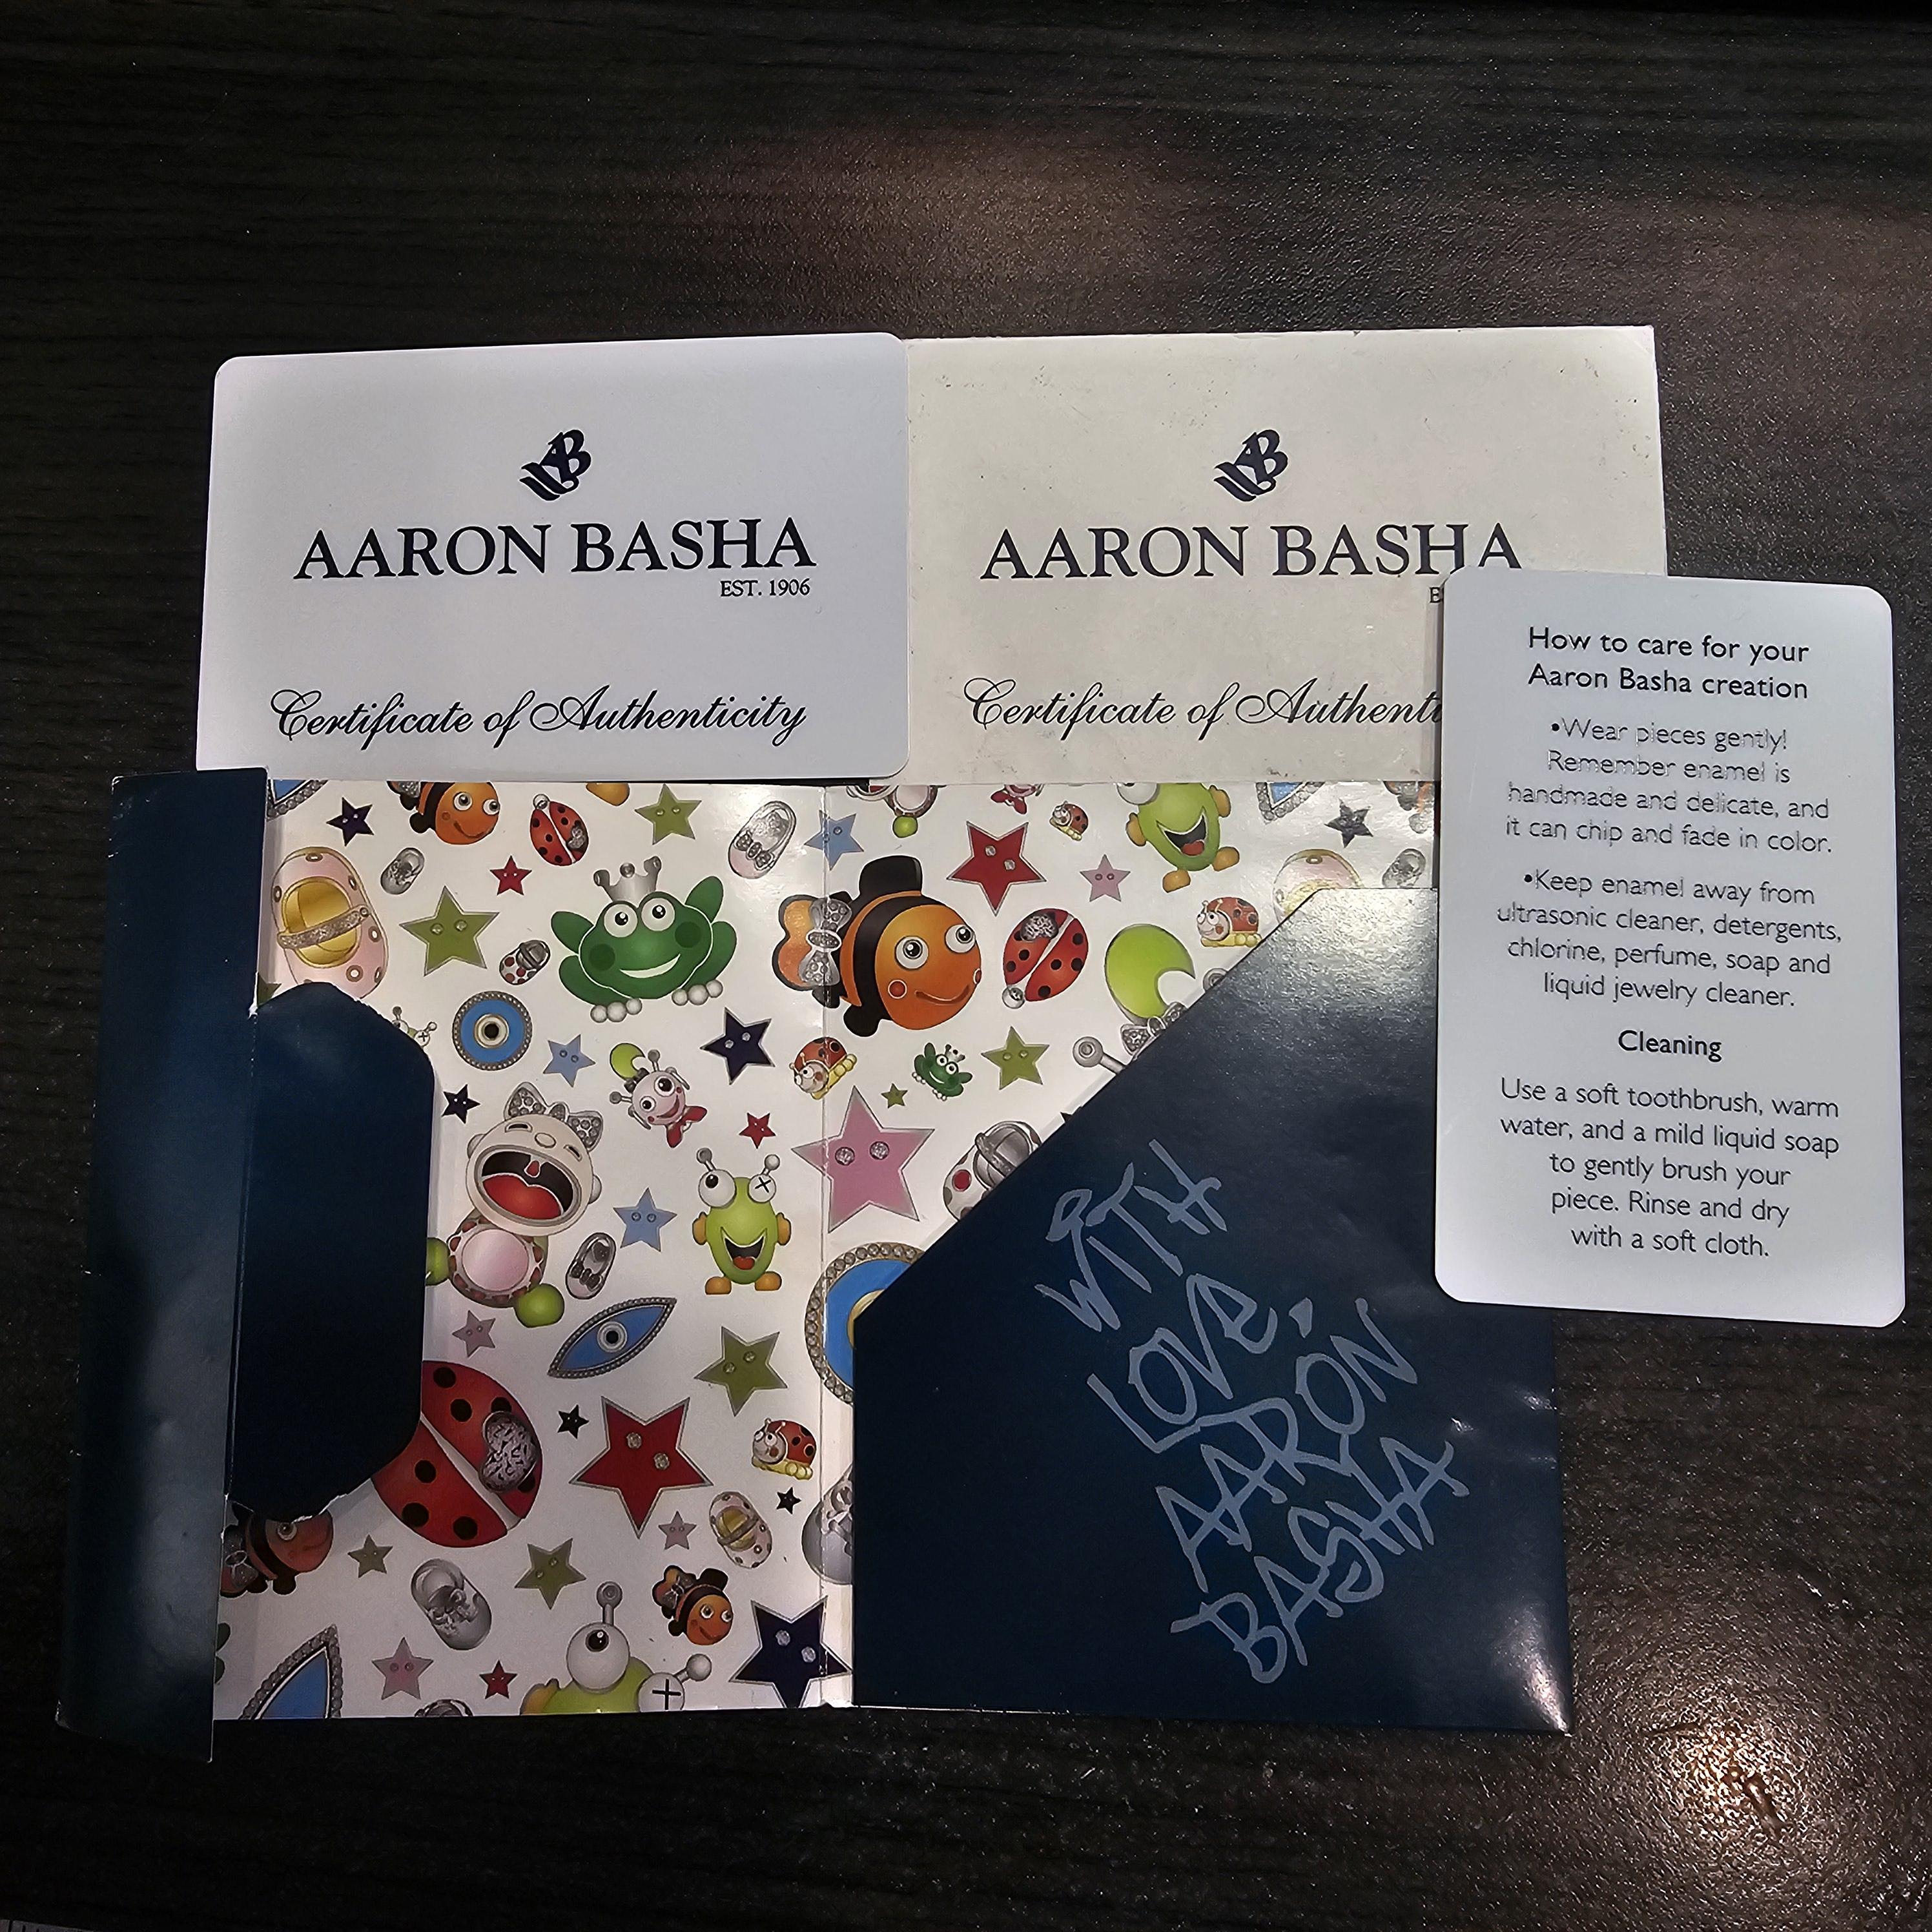 AB
AARON BASHA
EST. 1906
Certificate of Authenticity
AB
AARON BASHA
E
Certificate of Authenti
How to care for your
Aaron Basha creation
•Wear pieces gently!
Remember enamel is
handmade and delicate, and
it can chip and fade in color.
•Keep enamel away from
ultrasonic cleaner, detergents,
chlorine, perfume, soap and
liquid jewelry cleaner.
Cleaning
Use a soft toothbrush, warm
water, and a mild liquid soap
to gently brush your
piece. Rinse and dry
with a soft cloth.
WITH
LOVE,
AARON
BASHA